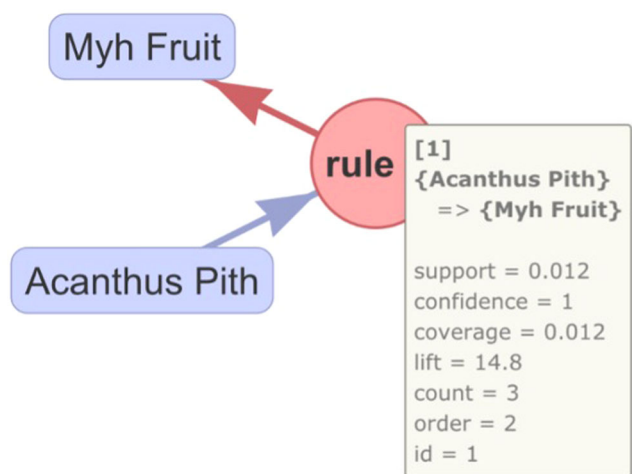 Myh Fruit
rule
Acanthus Pith
[1]
{Acanthus Pith}
=> {Myh Fruit}
support = 0.012
confidence = 1
coverage = 0.012
lift = 14.8
count = 3
order = 2
id = 1